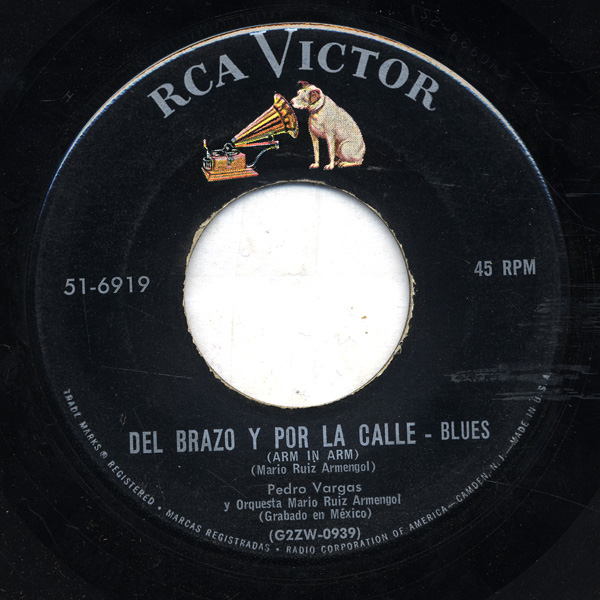 RCA VICTOR
51-6919
45 RPM
DEL BRAZO Y POR LA CALLE - BLUES
(ARM IN ARM)
(Mario Ruiz Armengol)
Pedro Vargas
y Orquesta Mario Ruiz Armengol
(Grabado en México)
(G2ZW-0939)
TRADE MARKS ® REGISTERED • MARCAS REGISTRADAS • RADIO CORPORATION OF AMERICA—CAMDEN, N.J.—MADE IN U.S.A.